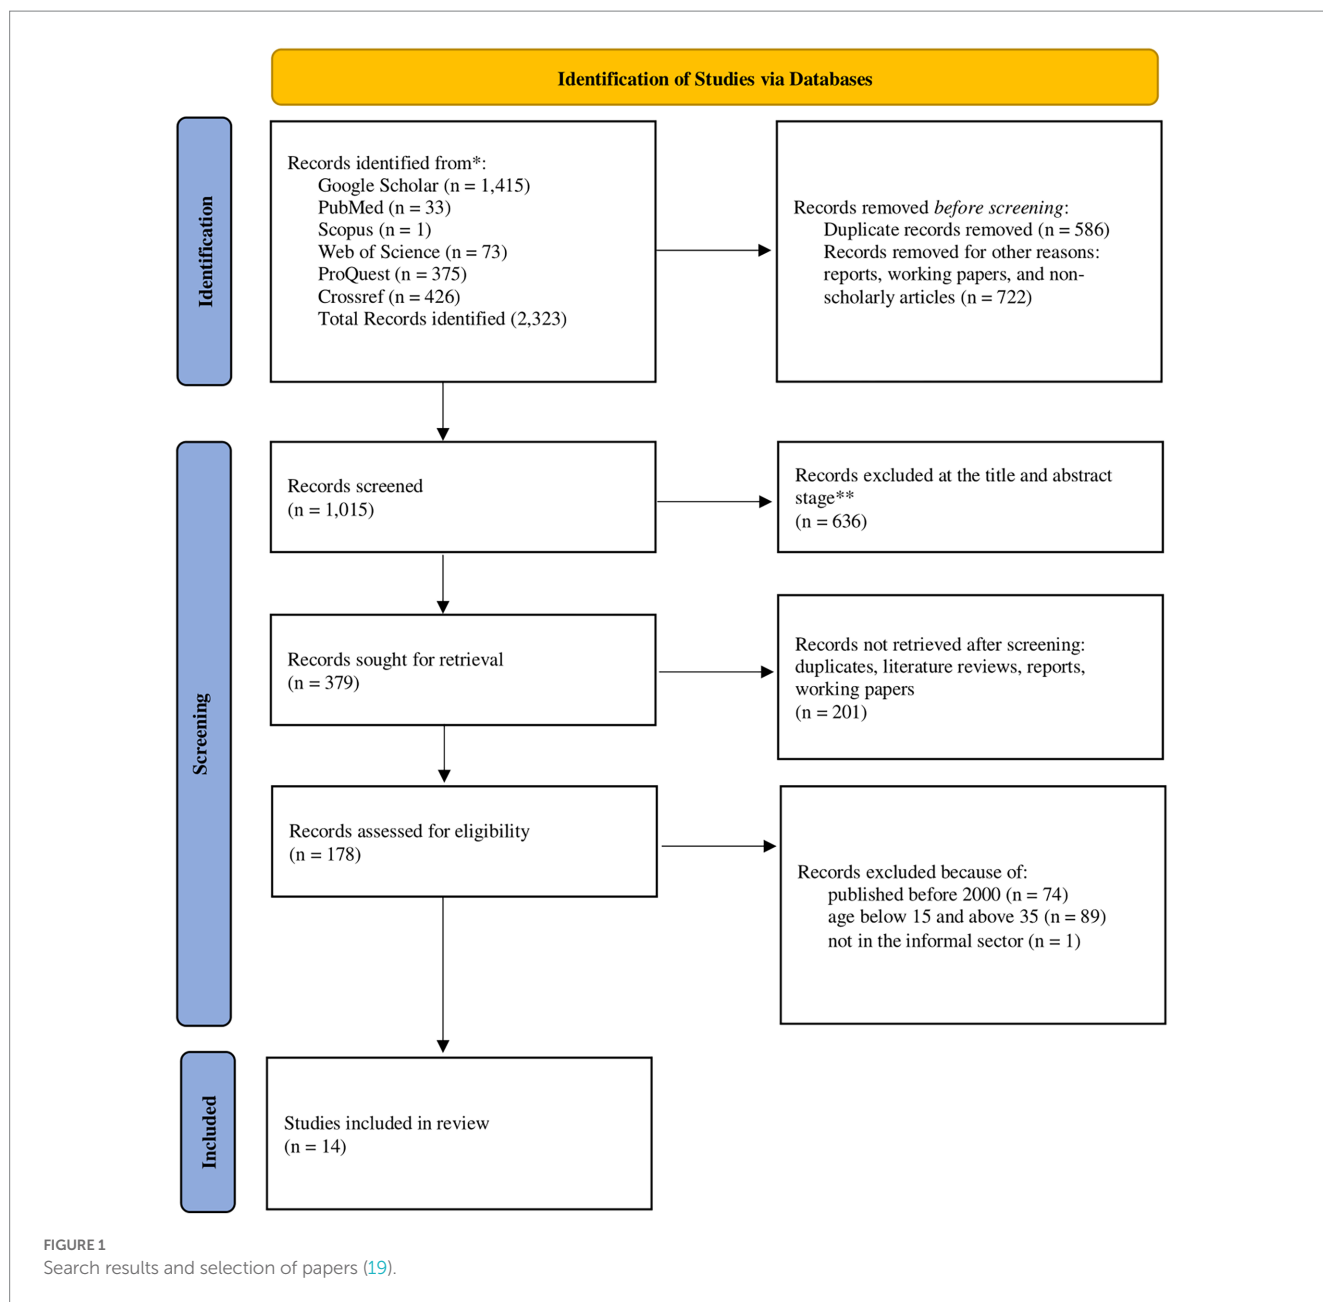 Identification of Studies via Databases
Identification
Records identified from*:
Google Scholar (n = 1,415)
PubMed (n = 33)
Scopus (n = 1)
Web of Science (n = 73)
ProQuest (n = 375)
Crossref (n = 426)
Total Records identified (2,323)
Records removed before screening:
Duplicate records removed (n = 586)
Records removed for other reasons:
reports, working papers, and non-
scholarly articles (n = 722)
Screening
Records screened
(n = 1,015)
Records excluded at the title and abstract
stage**
(n = 636)
Records sought for retrieval
(n = 379)
Records not retrieved after screening:
duplicates, literature reviews, reports,
working papers
(n = 201)
Records assessed for eligibility
(n = 178)
Records excluded because of:
published before 2000 (n = 74)
age below 15 and above 35 (n = 89)
not in the informal sector (n = 1)
Included
Studies included in review
(n = 14)
FIGURE 1
Search results and selection of papers (19).